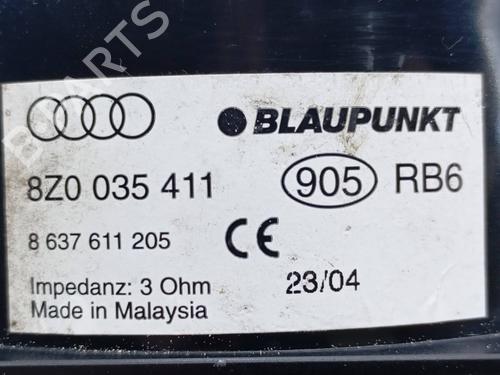 B PARTS
BLAUPUNKT
8Z0 035 411 905 RB6
8 637 611 205 CE
Impedanz: 3 Ohm 23/04
Made in Malaysia